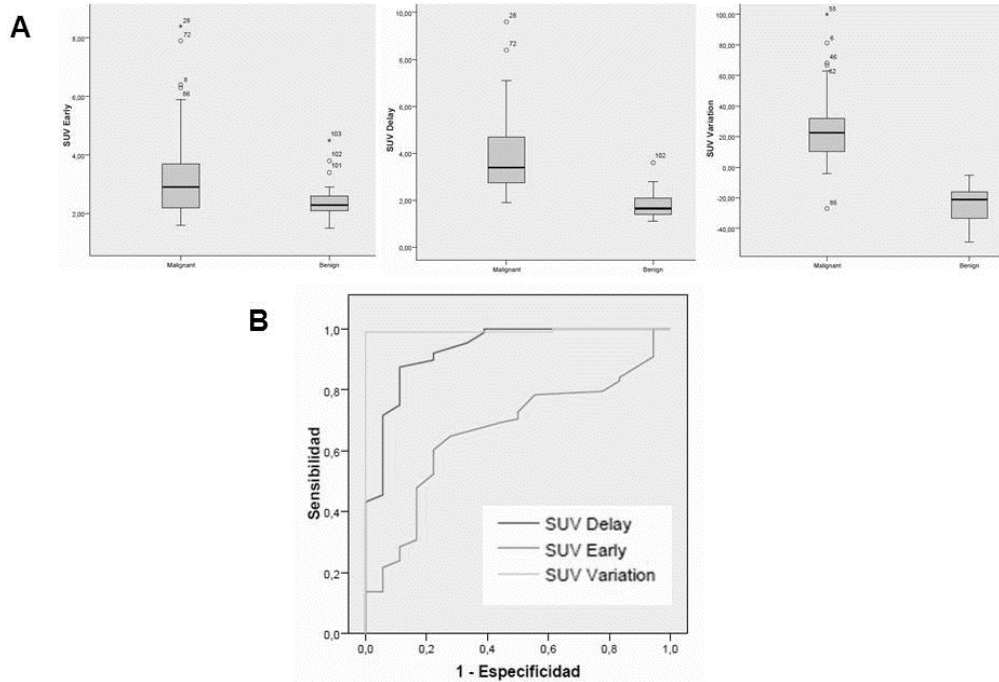 A
SUV Early
8,00
6,00
4,00
2,00
28
72
8
86
103
102
101
Malignant
Benign
SUV Delay
10,00
8,00
6,00
4,00
2,00
0,00
28
72
102
Malignant
Benign
SUV Variation
100,00
80,00
60,00
40,00
20,00
0,00
-20,00
-40,00
55
6
46
62
86
Malignant
Benign
B
Sensibilidad
1,0
0,8
0,6
0,4
0,2
0,0
SUV Delay
SUV Early
SUV Variation
0,0
0,2
0,4
0,6
0,8
1,0
1 - Especificidad